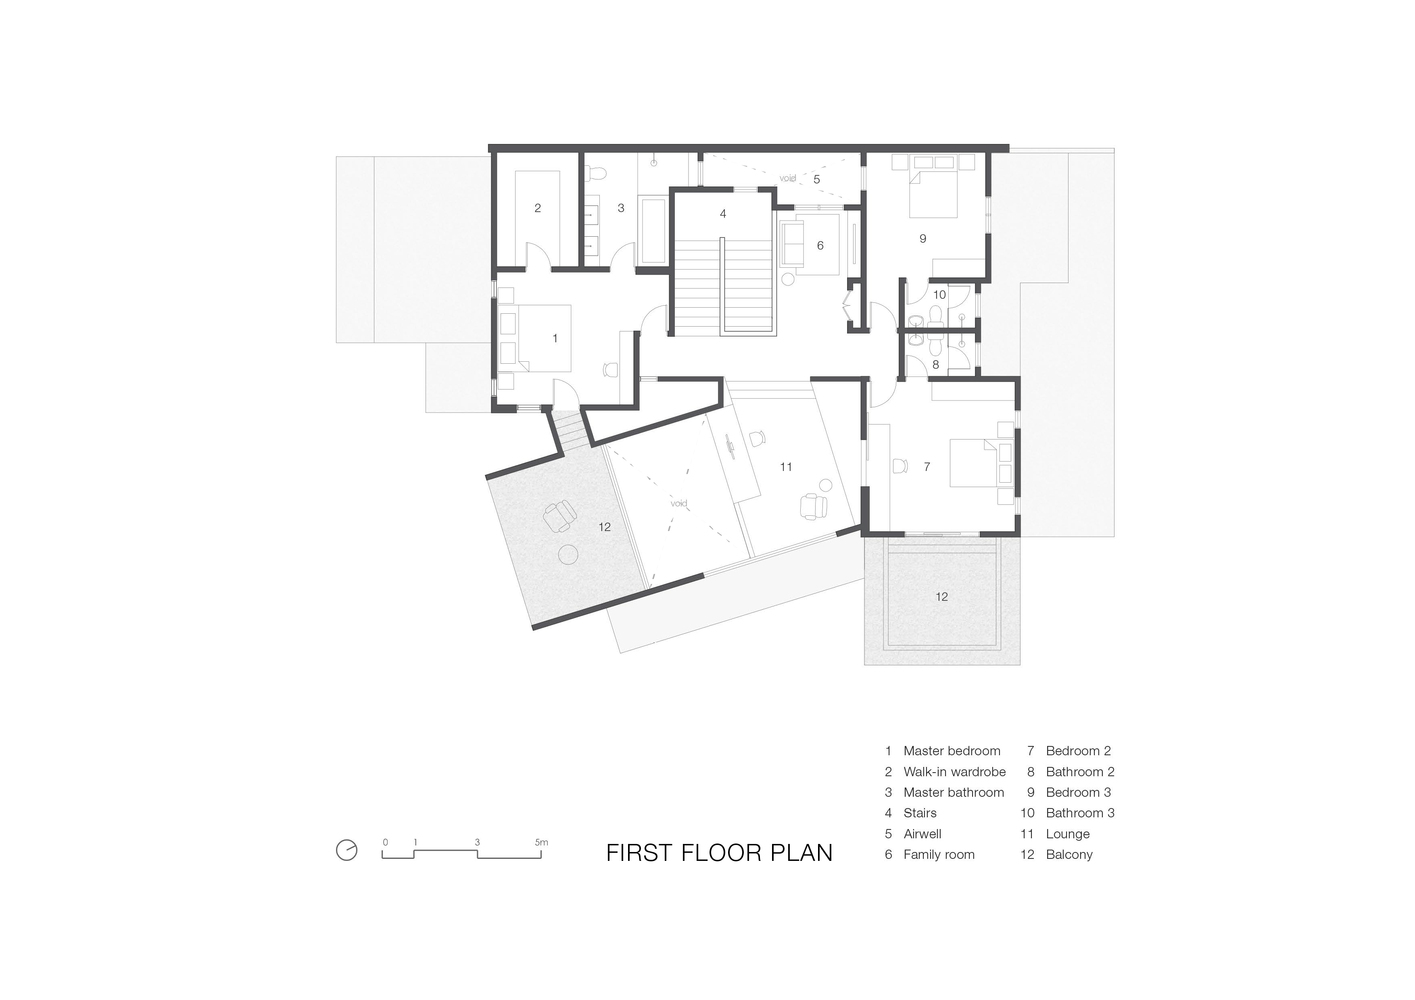 void 5
2
3
4
6
9
10
1
8
11
7
void
12
12
1 Master bedroom 7 Bedroom 2
2 Walk-in wardrobe 8 Bathroom 2
3 Master bathroom 9 Bedroom 3
4 Stairs 10 Bathroom 3
5 Airwell 11 Lounge
6 Family room 12 Balcony
0 1 3 5m
FIRST FLOOR PLAN